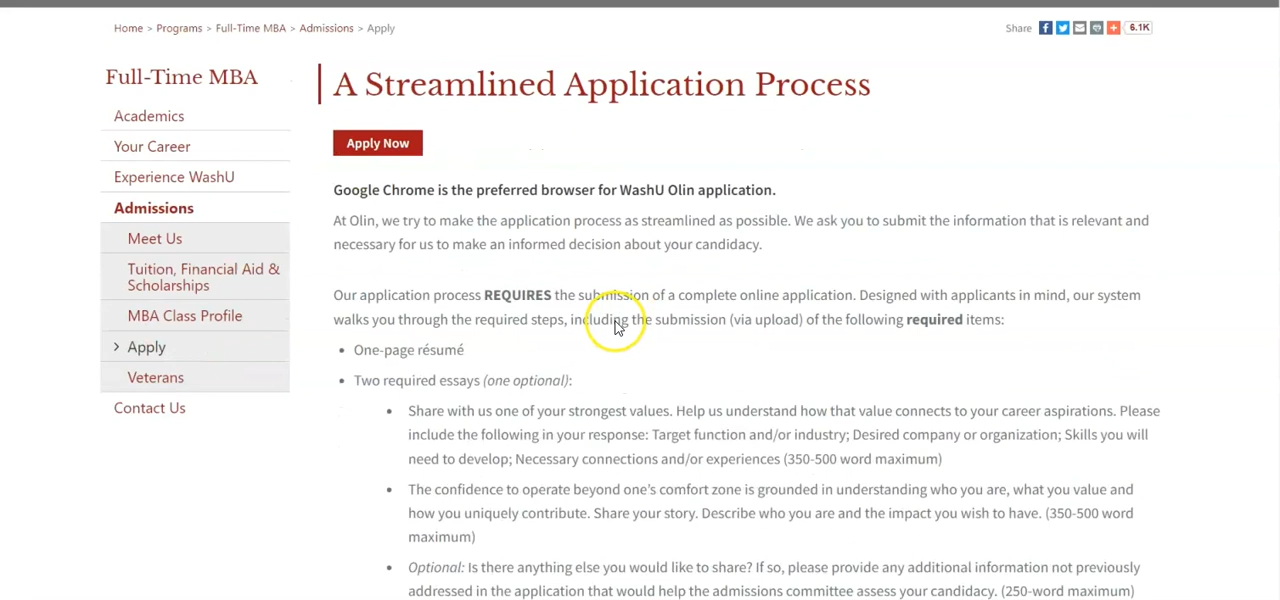 Home > Programs > Full-Time MBA > Admissions > Apply
Share
6.1K
Full-Time MBA
Academics
Your Career
Experience WashU
Admissions
Meet Us
Tuition, Financial Aid &
Scholarships
MBA Class Profile
Apply
Veterans
Contact Us
A Streamlined Application Process
Apply Now
Google Chrome is the preferred browser for WashU Olin application.
At Olin, we try to make the application process as streamlined as possible. We ask you to submit the information that is relevant and
necessary for us to make an informed decision about your candidacy.
Our application process REQUIRES the submission of a complete online application. Designed with applicants in mind, our system
walks you through the required steps, including the submission (via upload) of the following required items:
• One-page résumé
• Two required essays (one optional):
• Share with us one of your strongest values. Help us understand how that value connects to your career aspirations. Please
include the following in your response: Target function and/or industry; Desired company or organization; Skills you will
need to develop; Necessary connections and/or experiences (350-500 word maximum)
• The confidence to operate beyond one's comfort zone is grounded in understanding who you are, what you value and
how you uniquely contribute. Share your story. Describe who you are and the impact you wish to have. (350-500 word
maximum)
• Optional: Is there anything else you would like to share? If so, please provide any additional information not previously
addressed in the application that would help the admissions committee assess your candidacy. (250-word maximum)